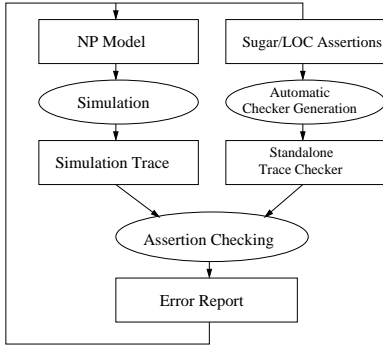 NP Model
Sugar/LOC Assertions
Simulation
Automatic
Checker Generation
Simulation Trace
Standalone
Trace Checker
Assertion Checking
Error Report